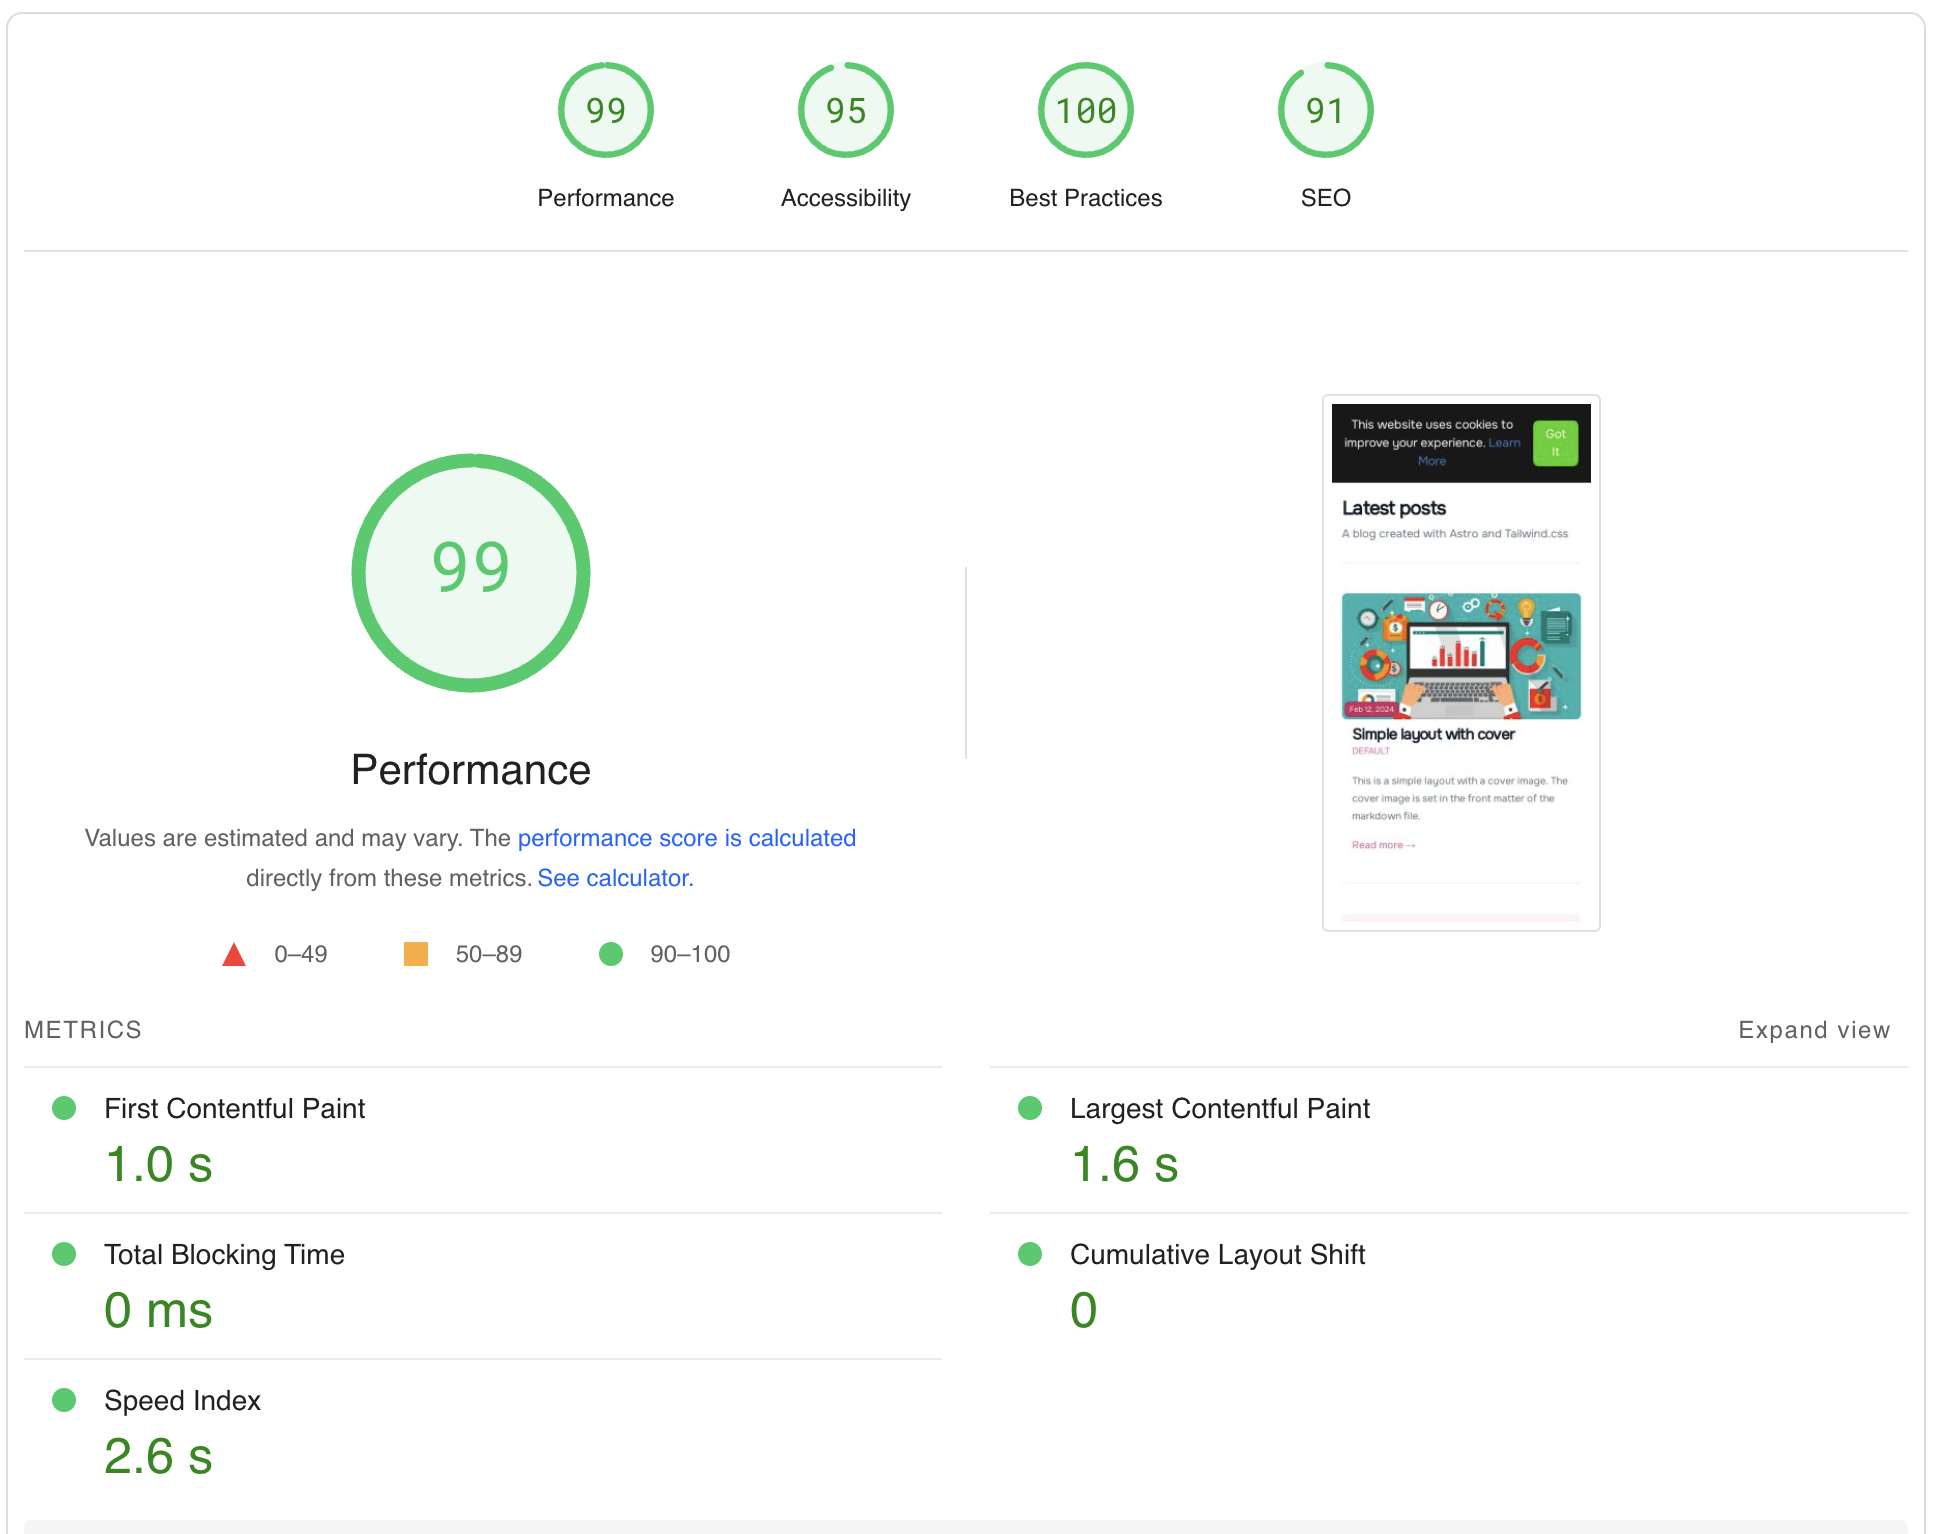 99
95
100
91
Performance
Accessibility
Best Practices
SEO
99
Performance
Values are estimated and may vary. The performance score is calculated
directly from these metrics. See calculator.
0–49
50–89
90–100
This website uses cookies to
improve your experience. Learn
More
Got
It
Latest posts
A blog created with Astro and Tailwind.css
Feb 12, 2024
Simple layout with cover
DEFAULT
This is a simple layout with a cover image. The
cover image is set in the front matter of the
markdown file.
Read more →
METRICS
Expand view
First Contentful Paint
1.0 s
Largest Contentful Paint
1.6 s
Total Blocking Time
0 ms
Cumulative Layout Shift
0
Speed Index
2.6 s